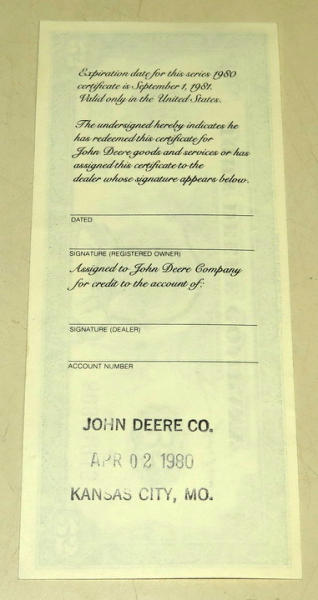 Expiration date for this series 1980
certificate is September 1, 1981.
Valid only in the United States.
The undersigned hereby indicates he
has redeemed this certificate for
John Deere goods and services or has
assigned this certificate to the
dealer whose signature appears below.
DATED
SIGNATURE (REGISTERED OWNER)
Assigned to John Deere Company
for credit to the account of:
SIGNATURE (DEALER)
ACCOUNT NUMBER
JOHN DEERE CO.
APR 02 1980
KANSAS CITY, MO.